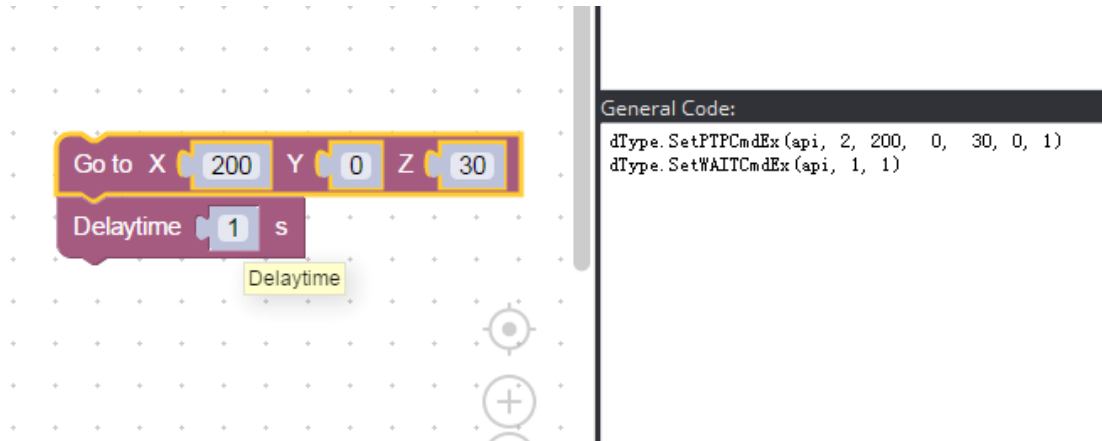 Go to X 200 Y 0 Z 30
Delaytime 1 s
Delaytime
General Code:
dType.SetPTPCmdEx(api, 2, 200,  0,  30, 0, 1)
dType.SetWAITCmdEx(api, 1, 1)